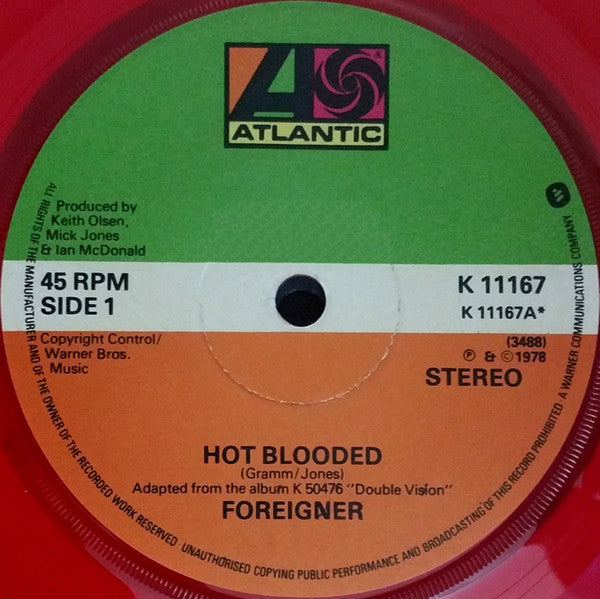 ATLANTIC
Produced by
Keith Olsen,
Mick Jones
& Ian McDonald
45 RPM
SIDE 1
K 11167
K 11167A*
Copyright Control/
Warner Bros.
Music
(3488)
℗ & © 1978
STEREO
HOT BLOODED
(Gramm/Jones)
Adapted from the album K 50476 "Double Vision"
FOREIGNER
ALL RIGHTS OF THE MANUFACTURER AND OF THE OWNER OF THE RECORDED WORK RESERVED · UNAUTHORISED COPYING PUBLIC PERFORMANCE AND BROADCASTING OF THIS RECORD PROHIBITED · A WARNER COMMUNICATIONS COMPANY